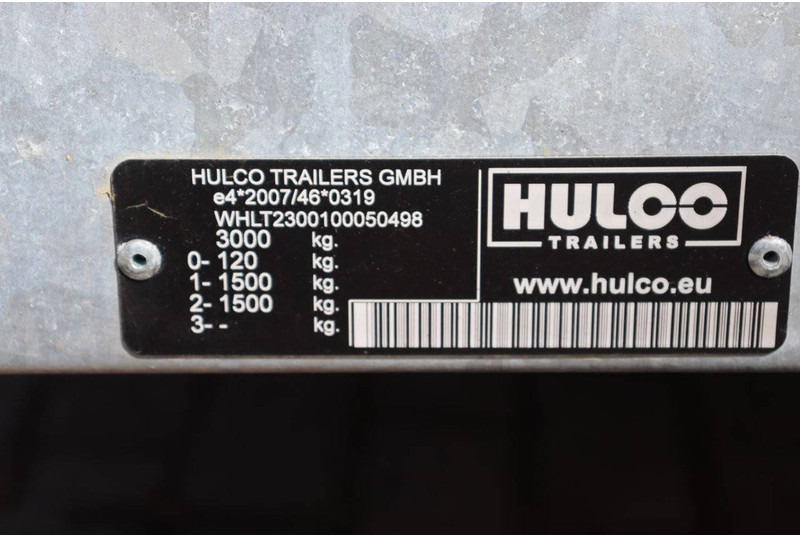 HULCO TRAILERS GMBH
e4*2007/46*0319
WHLT2300100050498
3000 kg.
0- 120 kg.
1- 1500 kg.
2- 1500 kg.
3- - kg.
HULCO
TRAILERS
www.hulco.eu